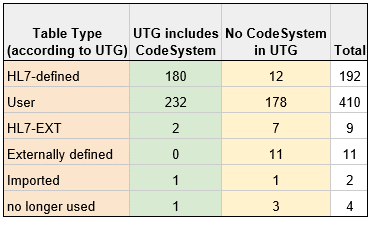 Table Type (according to UTG) UTG includes CodeSystem No CodeSystem in UTG Total
HL7-defined 180 12 192
User 232 178 410
HL7-EXT 2 7 9
Externally defined 0 11 11
Imported 1 1 2
no longer used 1 3 4